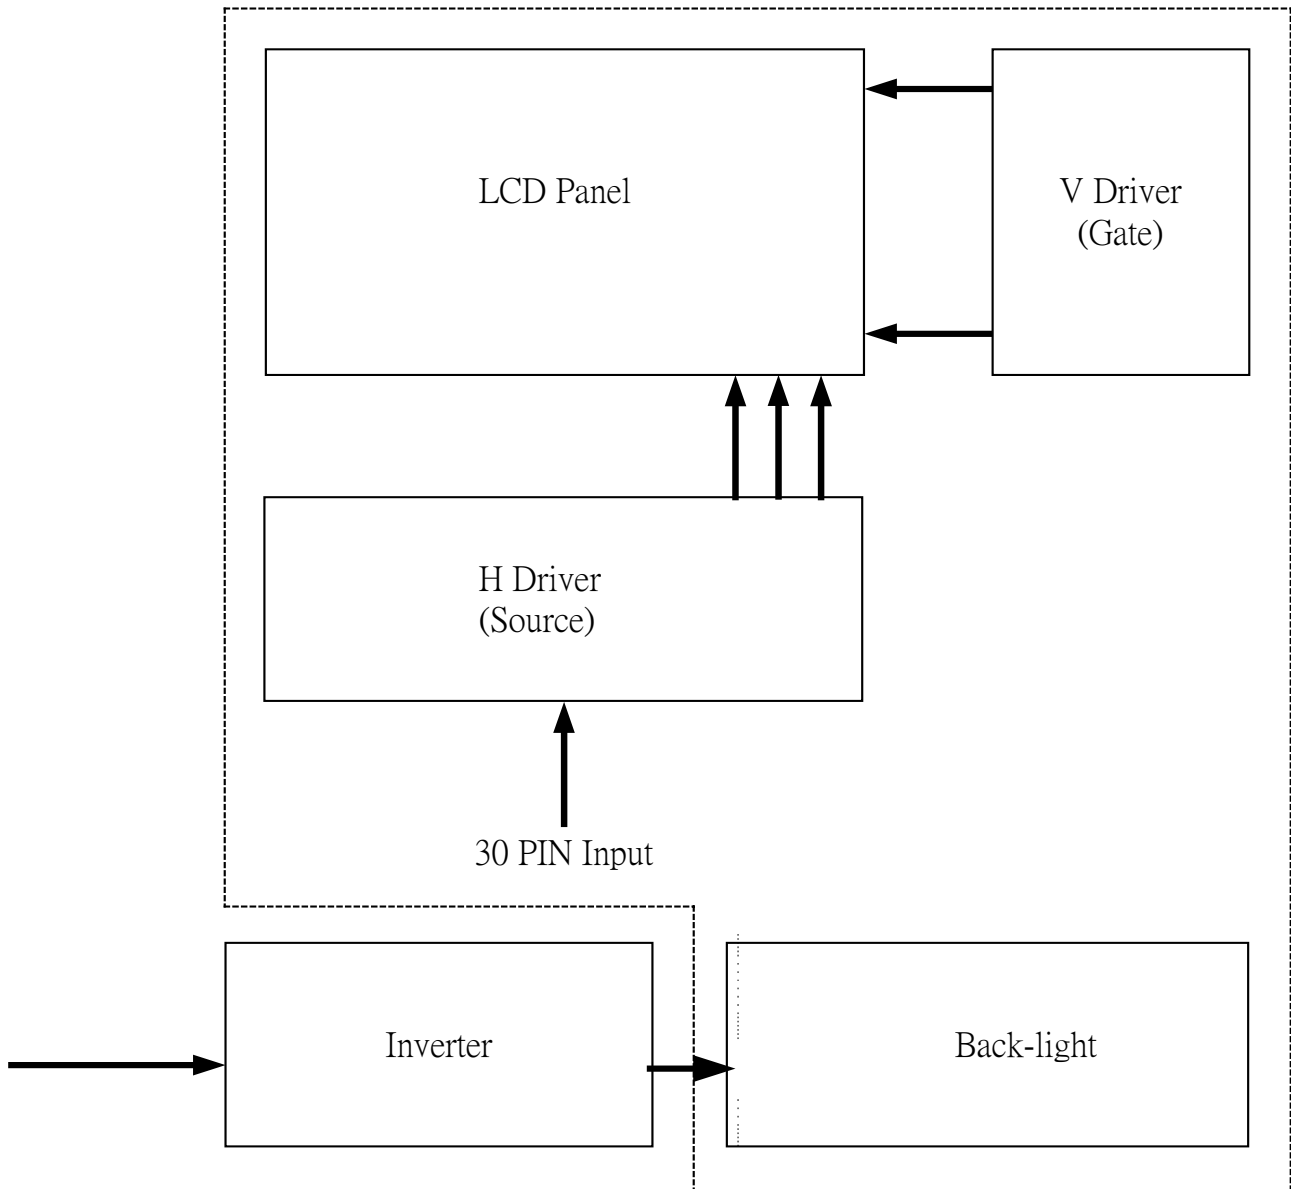 LCD Panel
V Driver
(Gate)
H Driver
(Source)
30 PIN Input
Inverter
Back-light